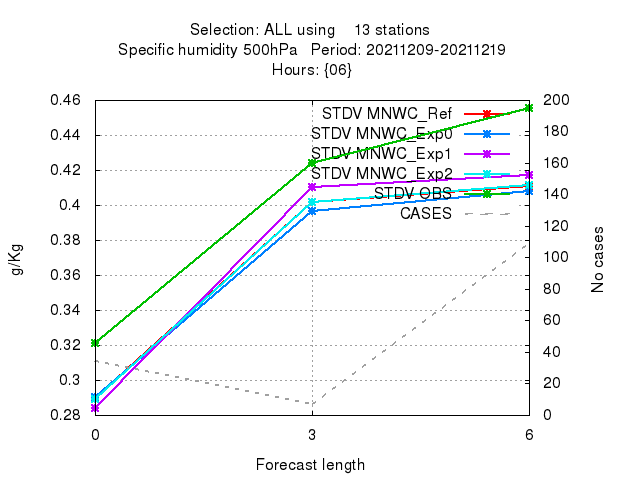 Selection: ALL using 13 stations
Specific humidity 500hPa Period: 20211209-20211219
Hours: {06}
STDV MNWC_Ref
STDV MNWC_Exp0
STDV MNWC_Exp1
STDV MNWC_Exp2
STDV OBS
CASES
0.46
0.44
0.42
0.4
0.38
0.36
0.34
0.32
0.3
0.28
g/Kg
200
180
160
140
120
100
80
60
40
20
0
No cases
0 3 6
Forecast length